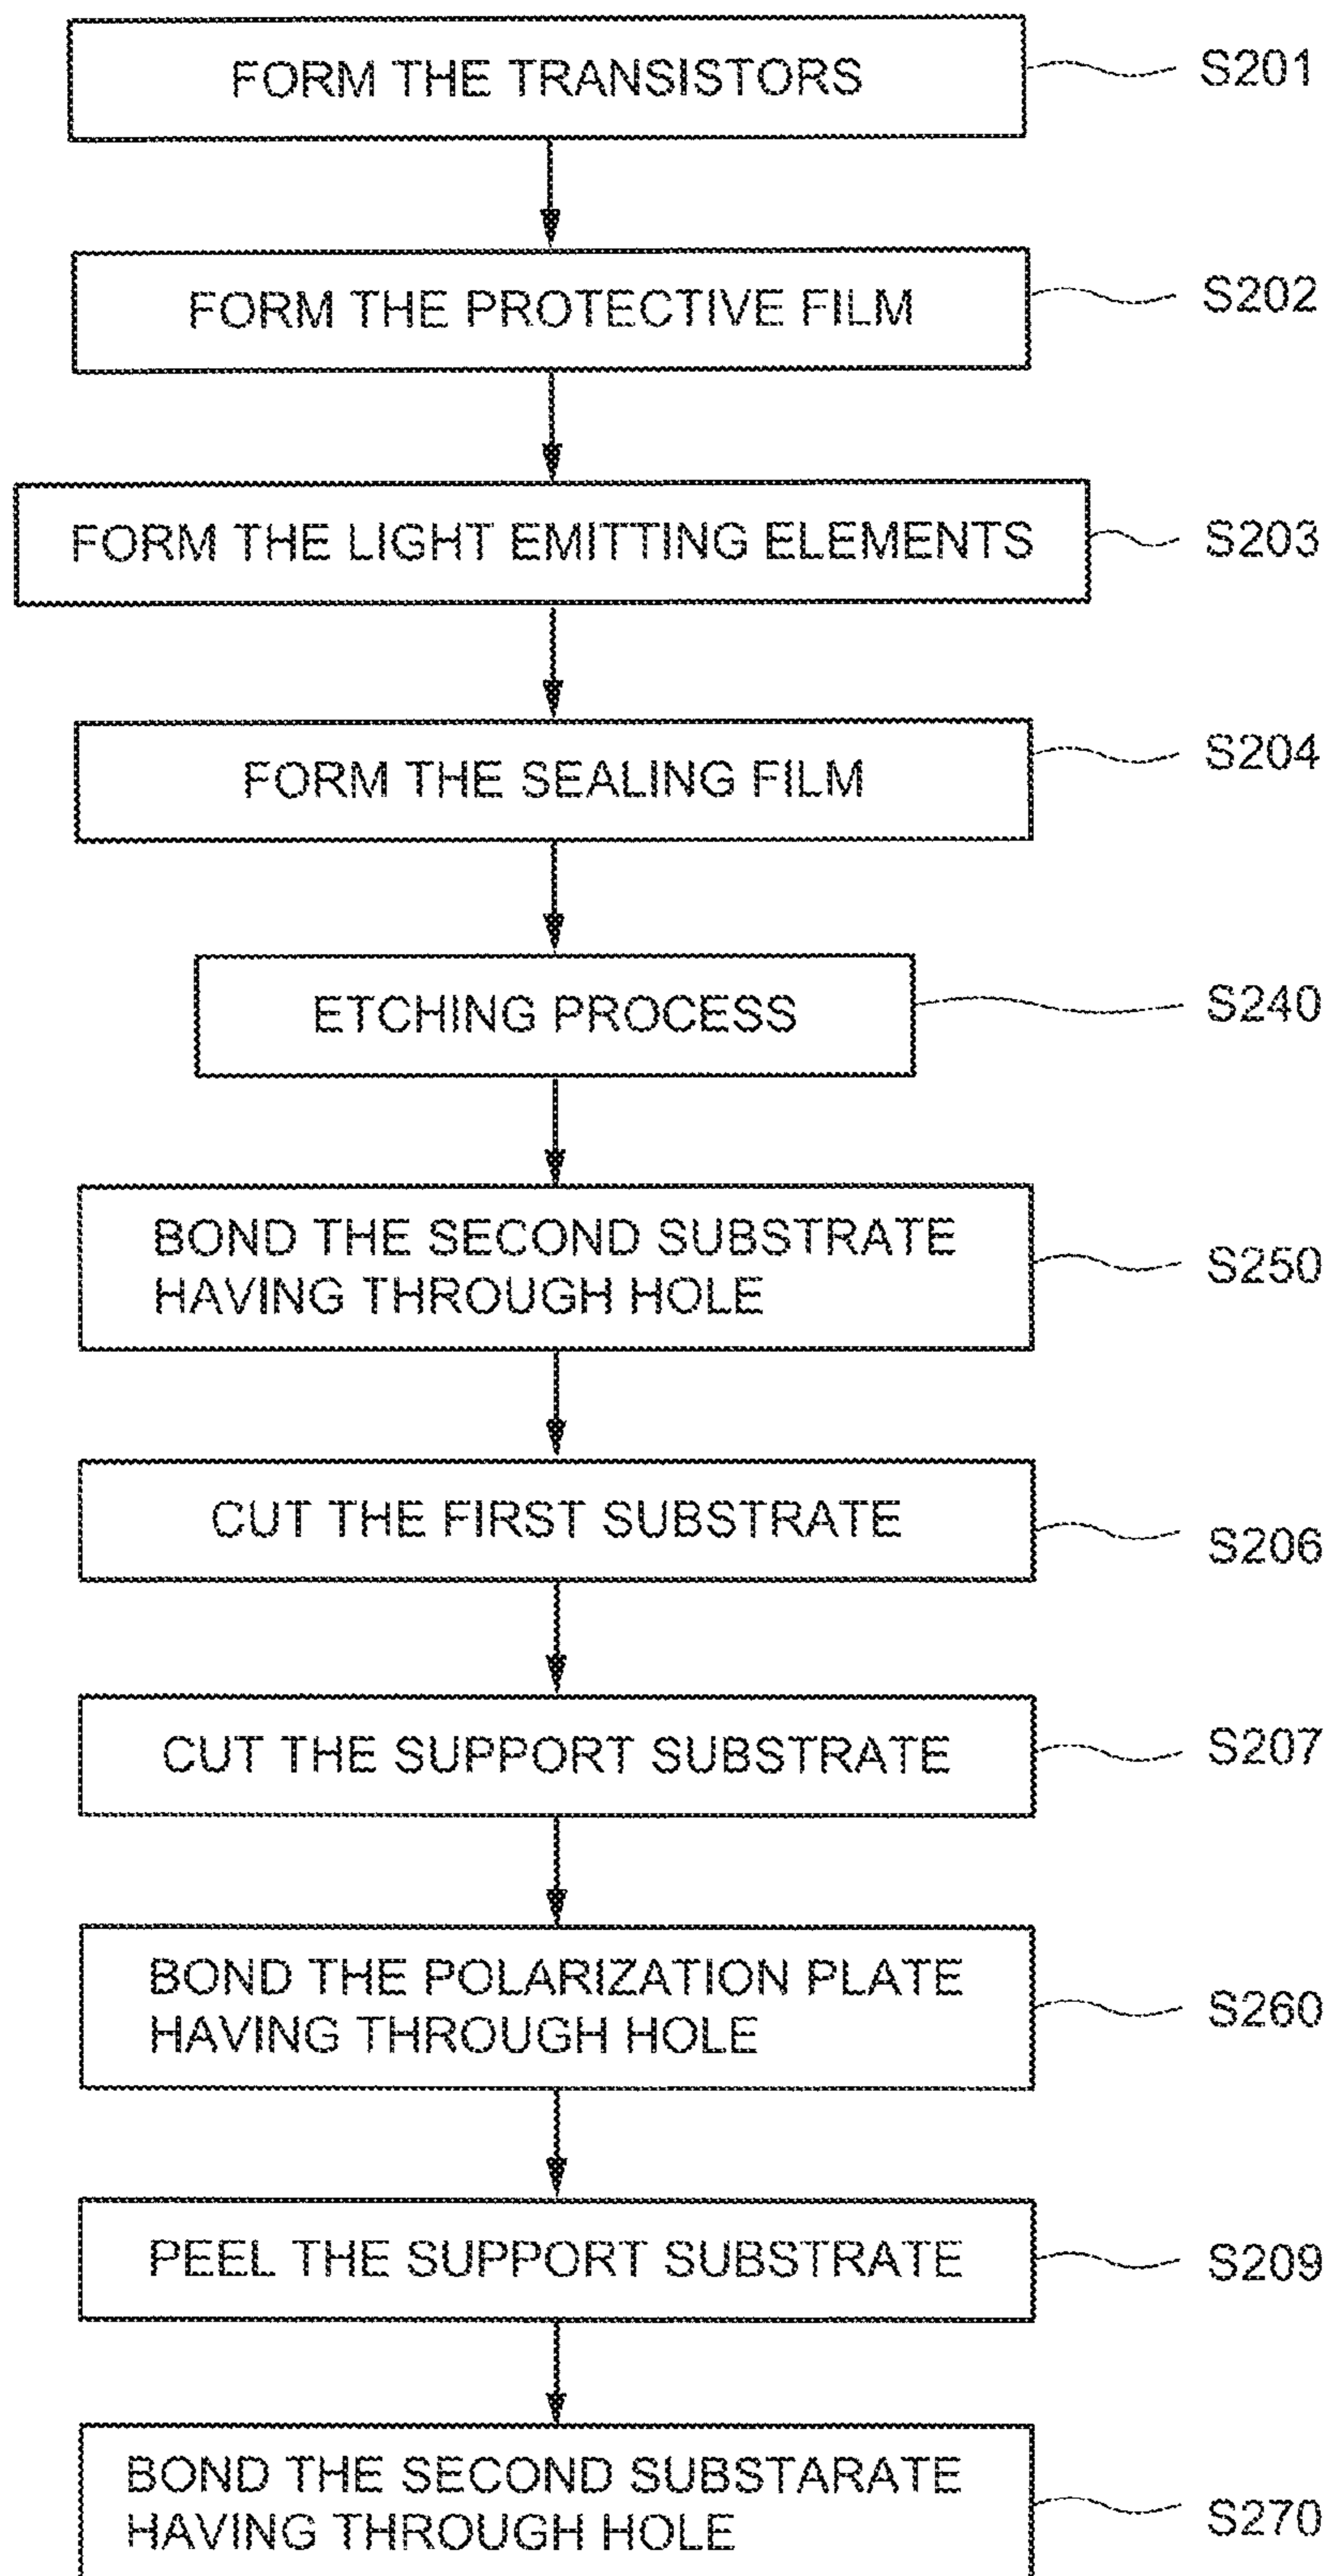 FORM THE TRANSISTORS S201
FORM THE PROTECTIVE FILM S202
FORM THE LIGHT EMITTING ELEMENTS S203
FORM THE SEALING FILM S204
ETCHING PROCESS S240
BOND THE SECOND SUBSTRATE
HAVING THROUGH HOLE S250
CUT THE FIRST SUBSTRATE S206
CUT THE SUPPORT SUBSTRATE S207
BOND THE POLARIZATION PLATE
HAVING THROUGH HOLE S260
PEEL THE SUPPORT SUBSTRATE S209
BOND THE SECOND SUBSTARATE
HAVING THROUGH HOLE S270